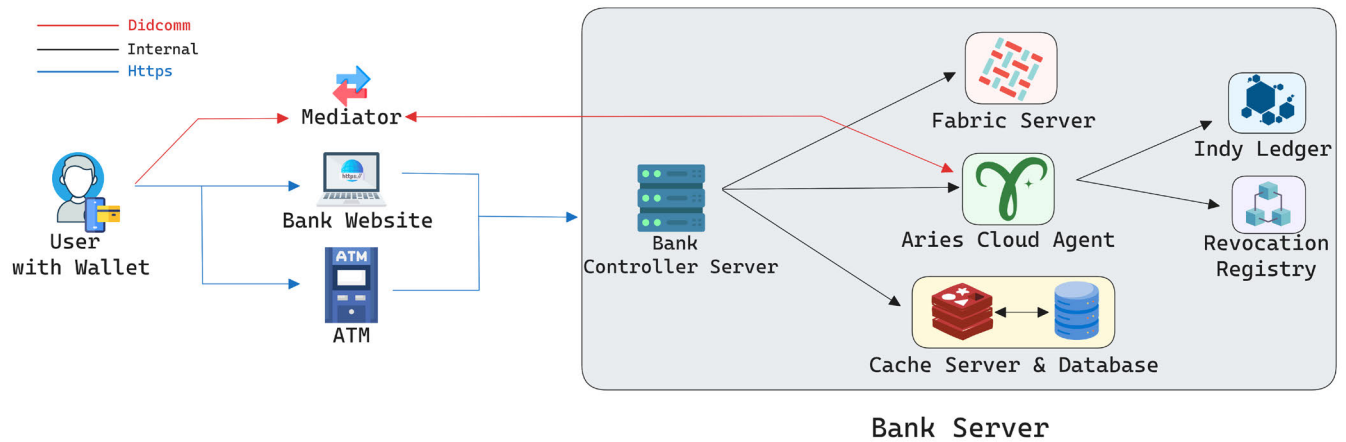 Didcomm
Internal
Https
Mediator
https://
Bank Website
ATM
ATM
User
with Wallet
Bank
Controller Server
Fabric Server
Aries Cloud Agent
Cache Server & Database
Indy Ledger
Revocation
Registry
Bank Server